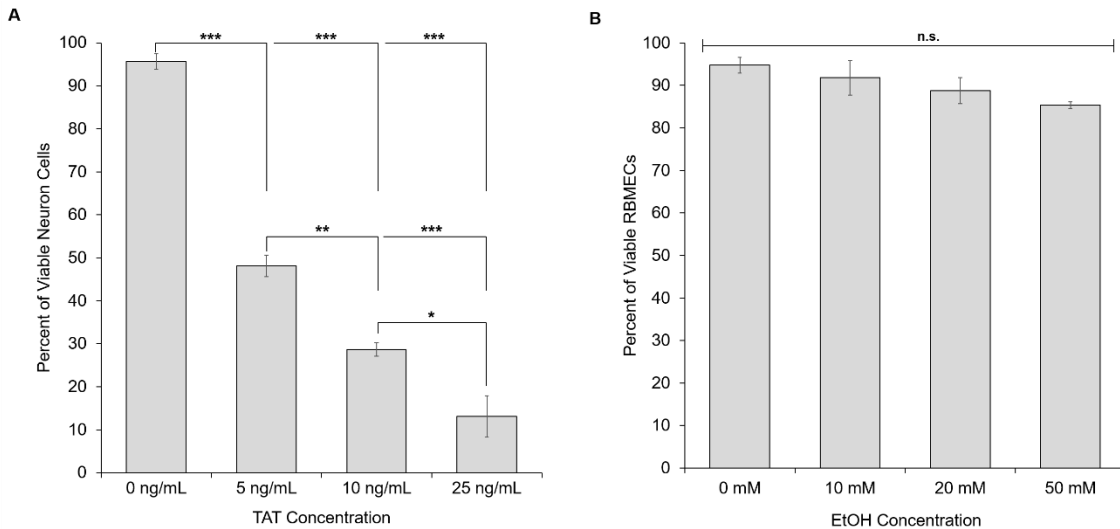 A
100
90
80
70
60
50
40
30
20
10
0
Percent of Viable Neuron Cells
*** *** ***
** ***
*
0 ng/mL 5 ng/mL 10 ng/mL 25 ng/mL
TAT Concentration
B
100
90
80
70
60
50
40
30
20
10
0
Percent of Viable RBMECs
n.s.
0 mM 10 mM 20 mM 50 mM
EtOH Concentration